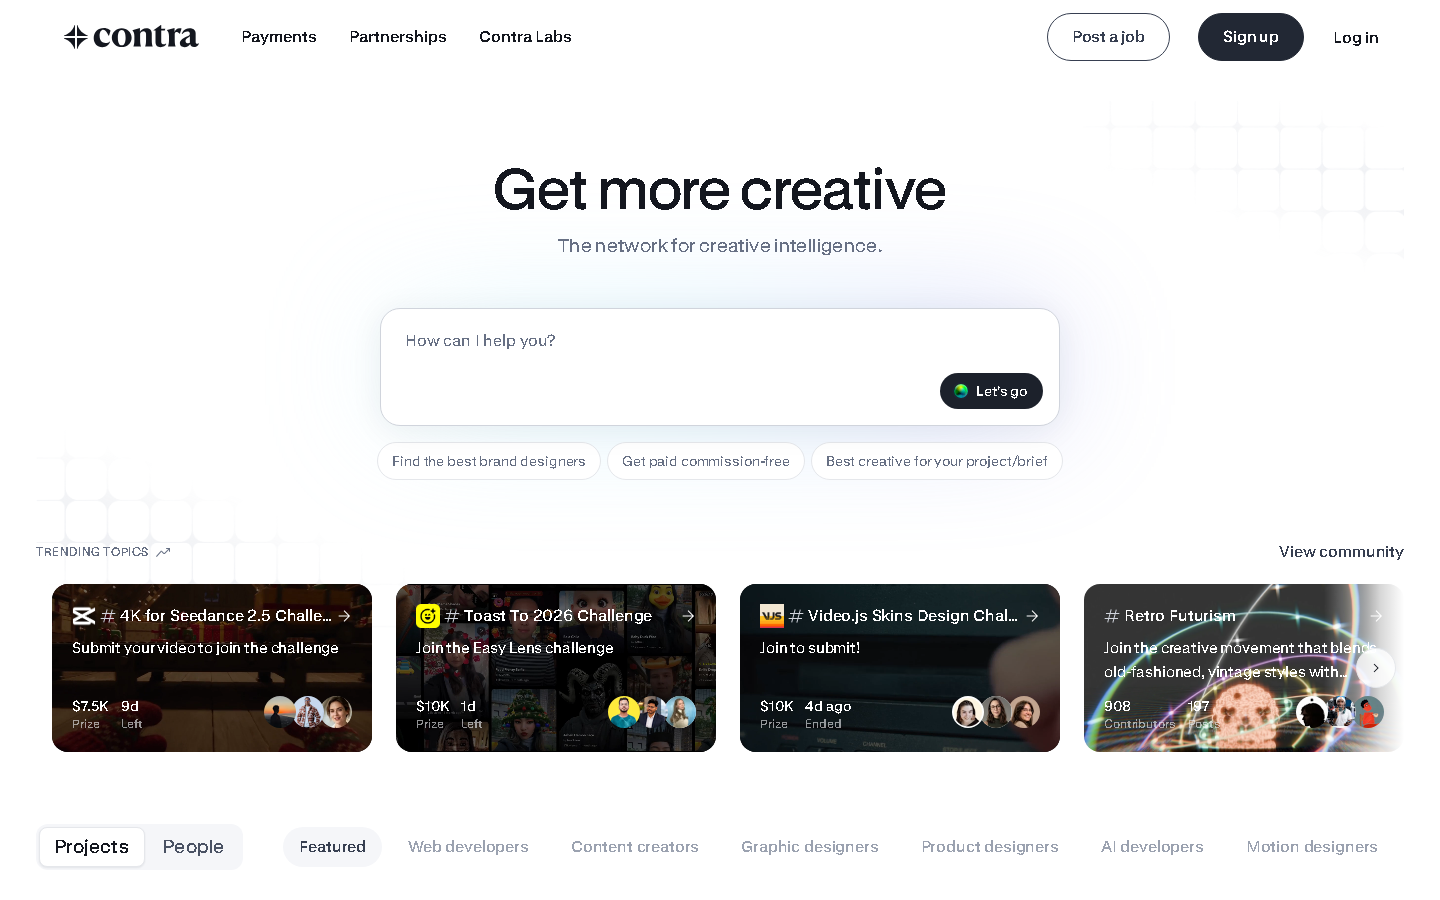 contra
Payments
Partnerships
Contra Labs
Post a job
Sign up
Log in
Get more creative
The network for creative intelligence.
How can I help you?
Let's go
Find the best brand designers
Get paid commission-free
Best creative for your project/brief
TRENDING TOPICS
View community
# 4K for Seedance 2.5 Challe...
Submit your video to join the challenge
$7.5K 9d
Prize Left
# Toast To 2026 Challenge
Join the Easy Lens challenge
$10K 1d
Prize Left
VJS # Video.js Skins Design Chal...
Join to submit!
$10K 4d ago
Prize Ended
# Retro Futurism
Join the creative movement that blends
old-fashioned, vintage styles with...
908 197
Contributors Posts
Projects
People
Featured
Web developers
Content creators
Graphic designers
Product designers
AI developers
Motion designers